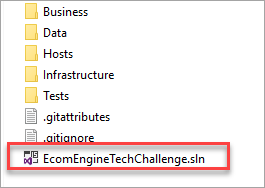 Business
Data
Hosts
Infrastructure
Tests
.gitattributes
.gitignore
EcomEngineTechChallenge.sln